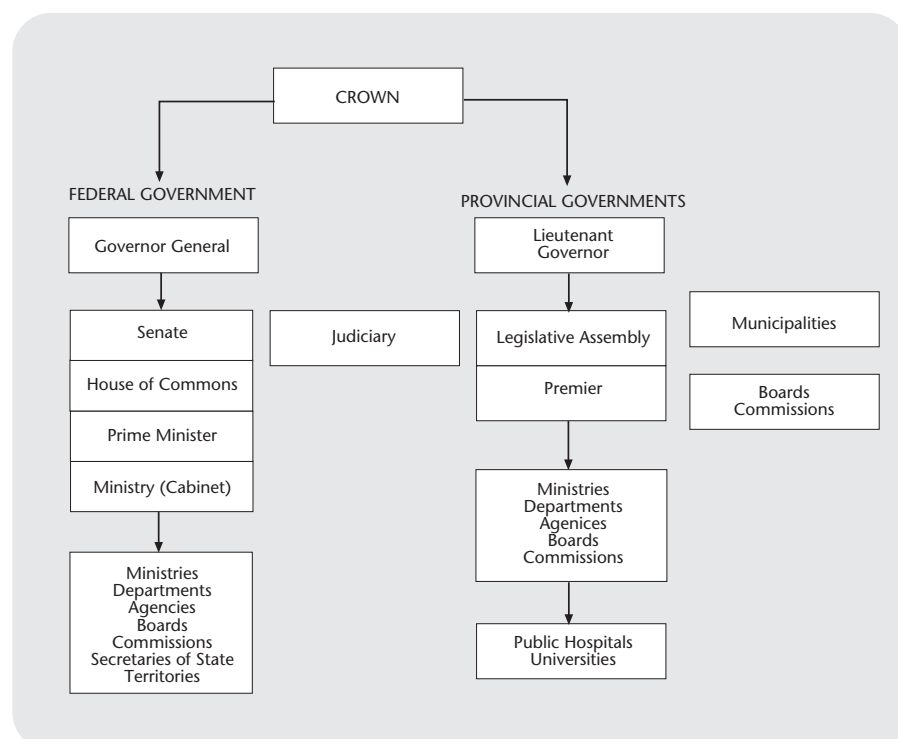 CROWN
FEDERAL GOVERNMENT
Governor General
Senate
House of Commons
Prime Minister
Ministry (Cabinet)
Ministries
Departments
Agencies
Boards
Commissions
Secretaries of State
Territories
Judiciary
PROVINCIAL GOVERNMENTS
Lieutenant
Governor
Legislative Assembly
Premier
Ministries
Departments
Agenices
Boards
Commissions
Public Hospitals
Universities
Municipalities
Boards
Commissions